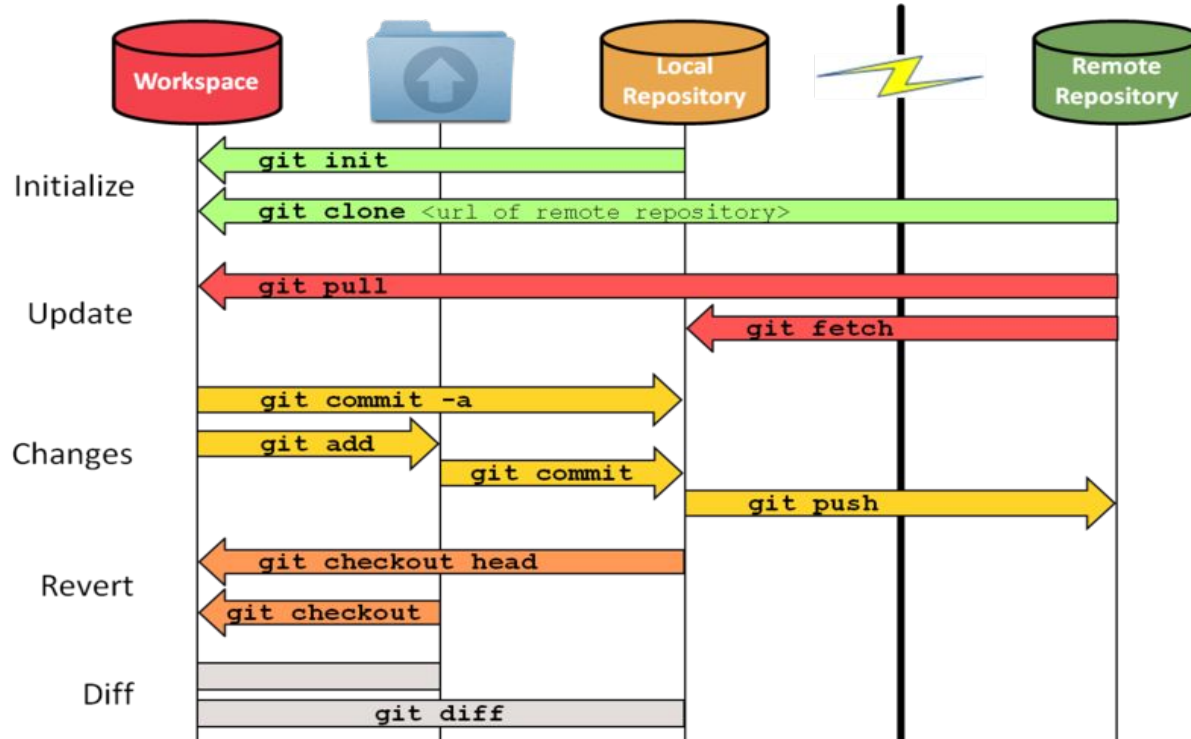 Workspace
Local
Repository
Remote
Repository
Initialize
git init
git clone <url of remote repository>
Update
git pull
git fetch
Changes
git commit -a
git add
git commit
git push
Revert
git checkout head
git checkout
Diff
git diff